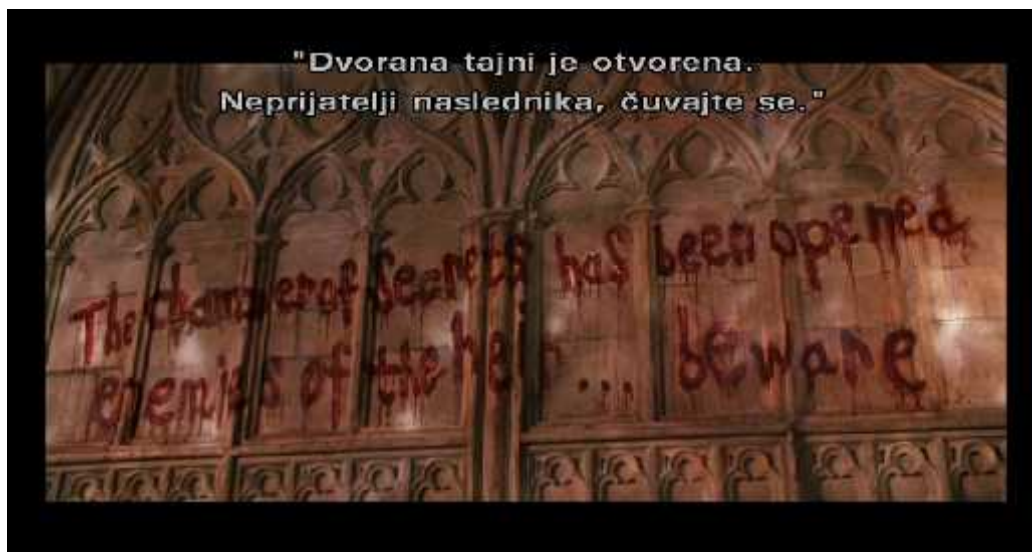 "Dvorana tajni je otvorena.
Neprijatelji naslednika, čuvajte se."
The Chamber of Secrets has been opened
enemies of the heir... beware